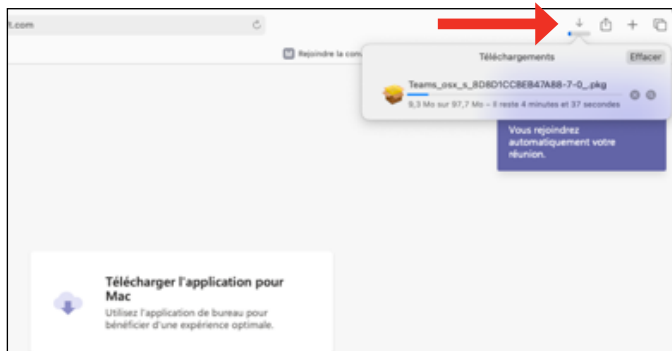 t.com
Rejoindre la con
Téléchargements
Effacer
Teams_osx_s_8D8D1CCBEB47A88-7-0_.pkg
9,3 Mo sur 97,7 Mo – Il reste 4 minutes et 37 secondes
Vous rejoindrez
automatiquement votre
réunion.
Télécharger l'application pour
Mac
Utilisez l'application de bureau pour
bénéficier d'une expérience optimale.